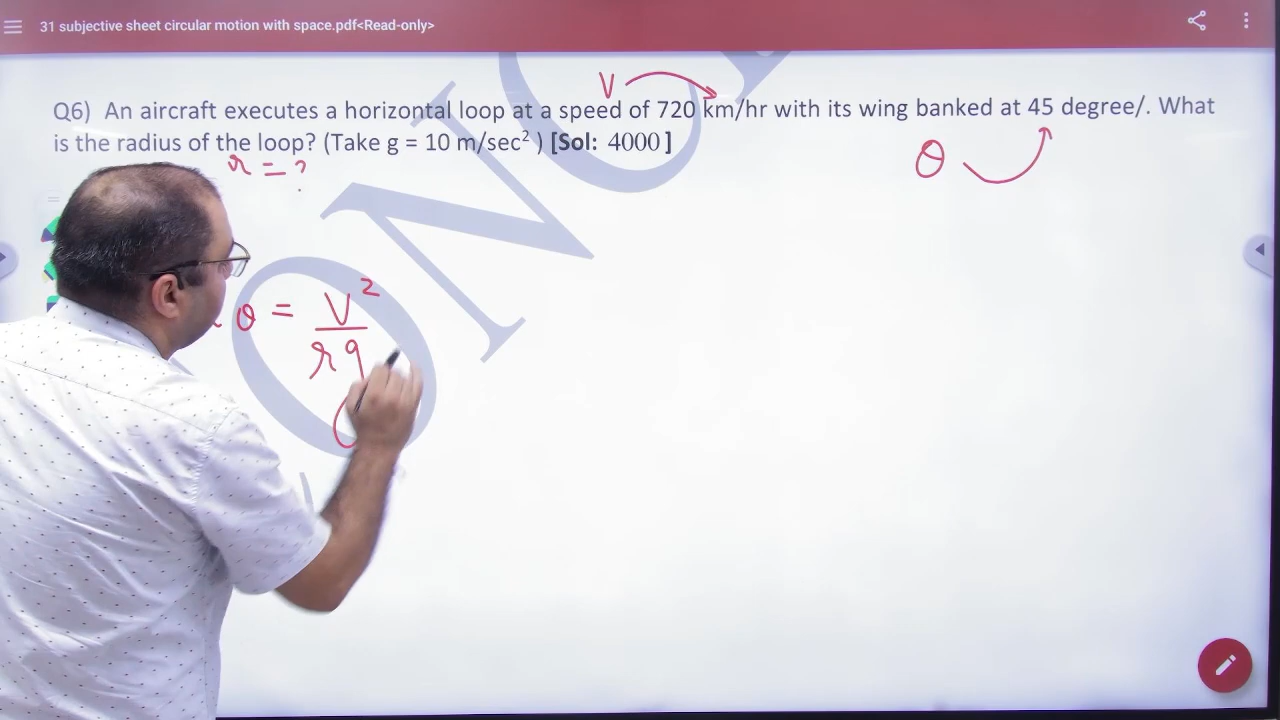 31 subjective sheet circular motion with space.pdf<Read-only>
V
Q6) An aircraft executes a horizontal loop at a speed of 720 km/hr with its wing banked at 45 degree/. What
is the radius of the loop? (Take g = 10 m/sec² ) [Sol: 4000 ]
r = ?
θ
θ = V²
rg